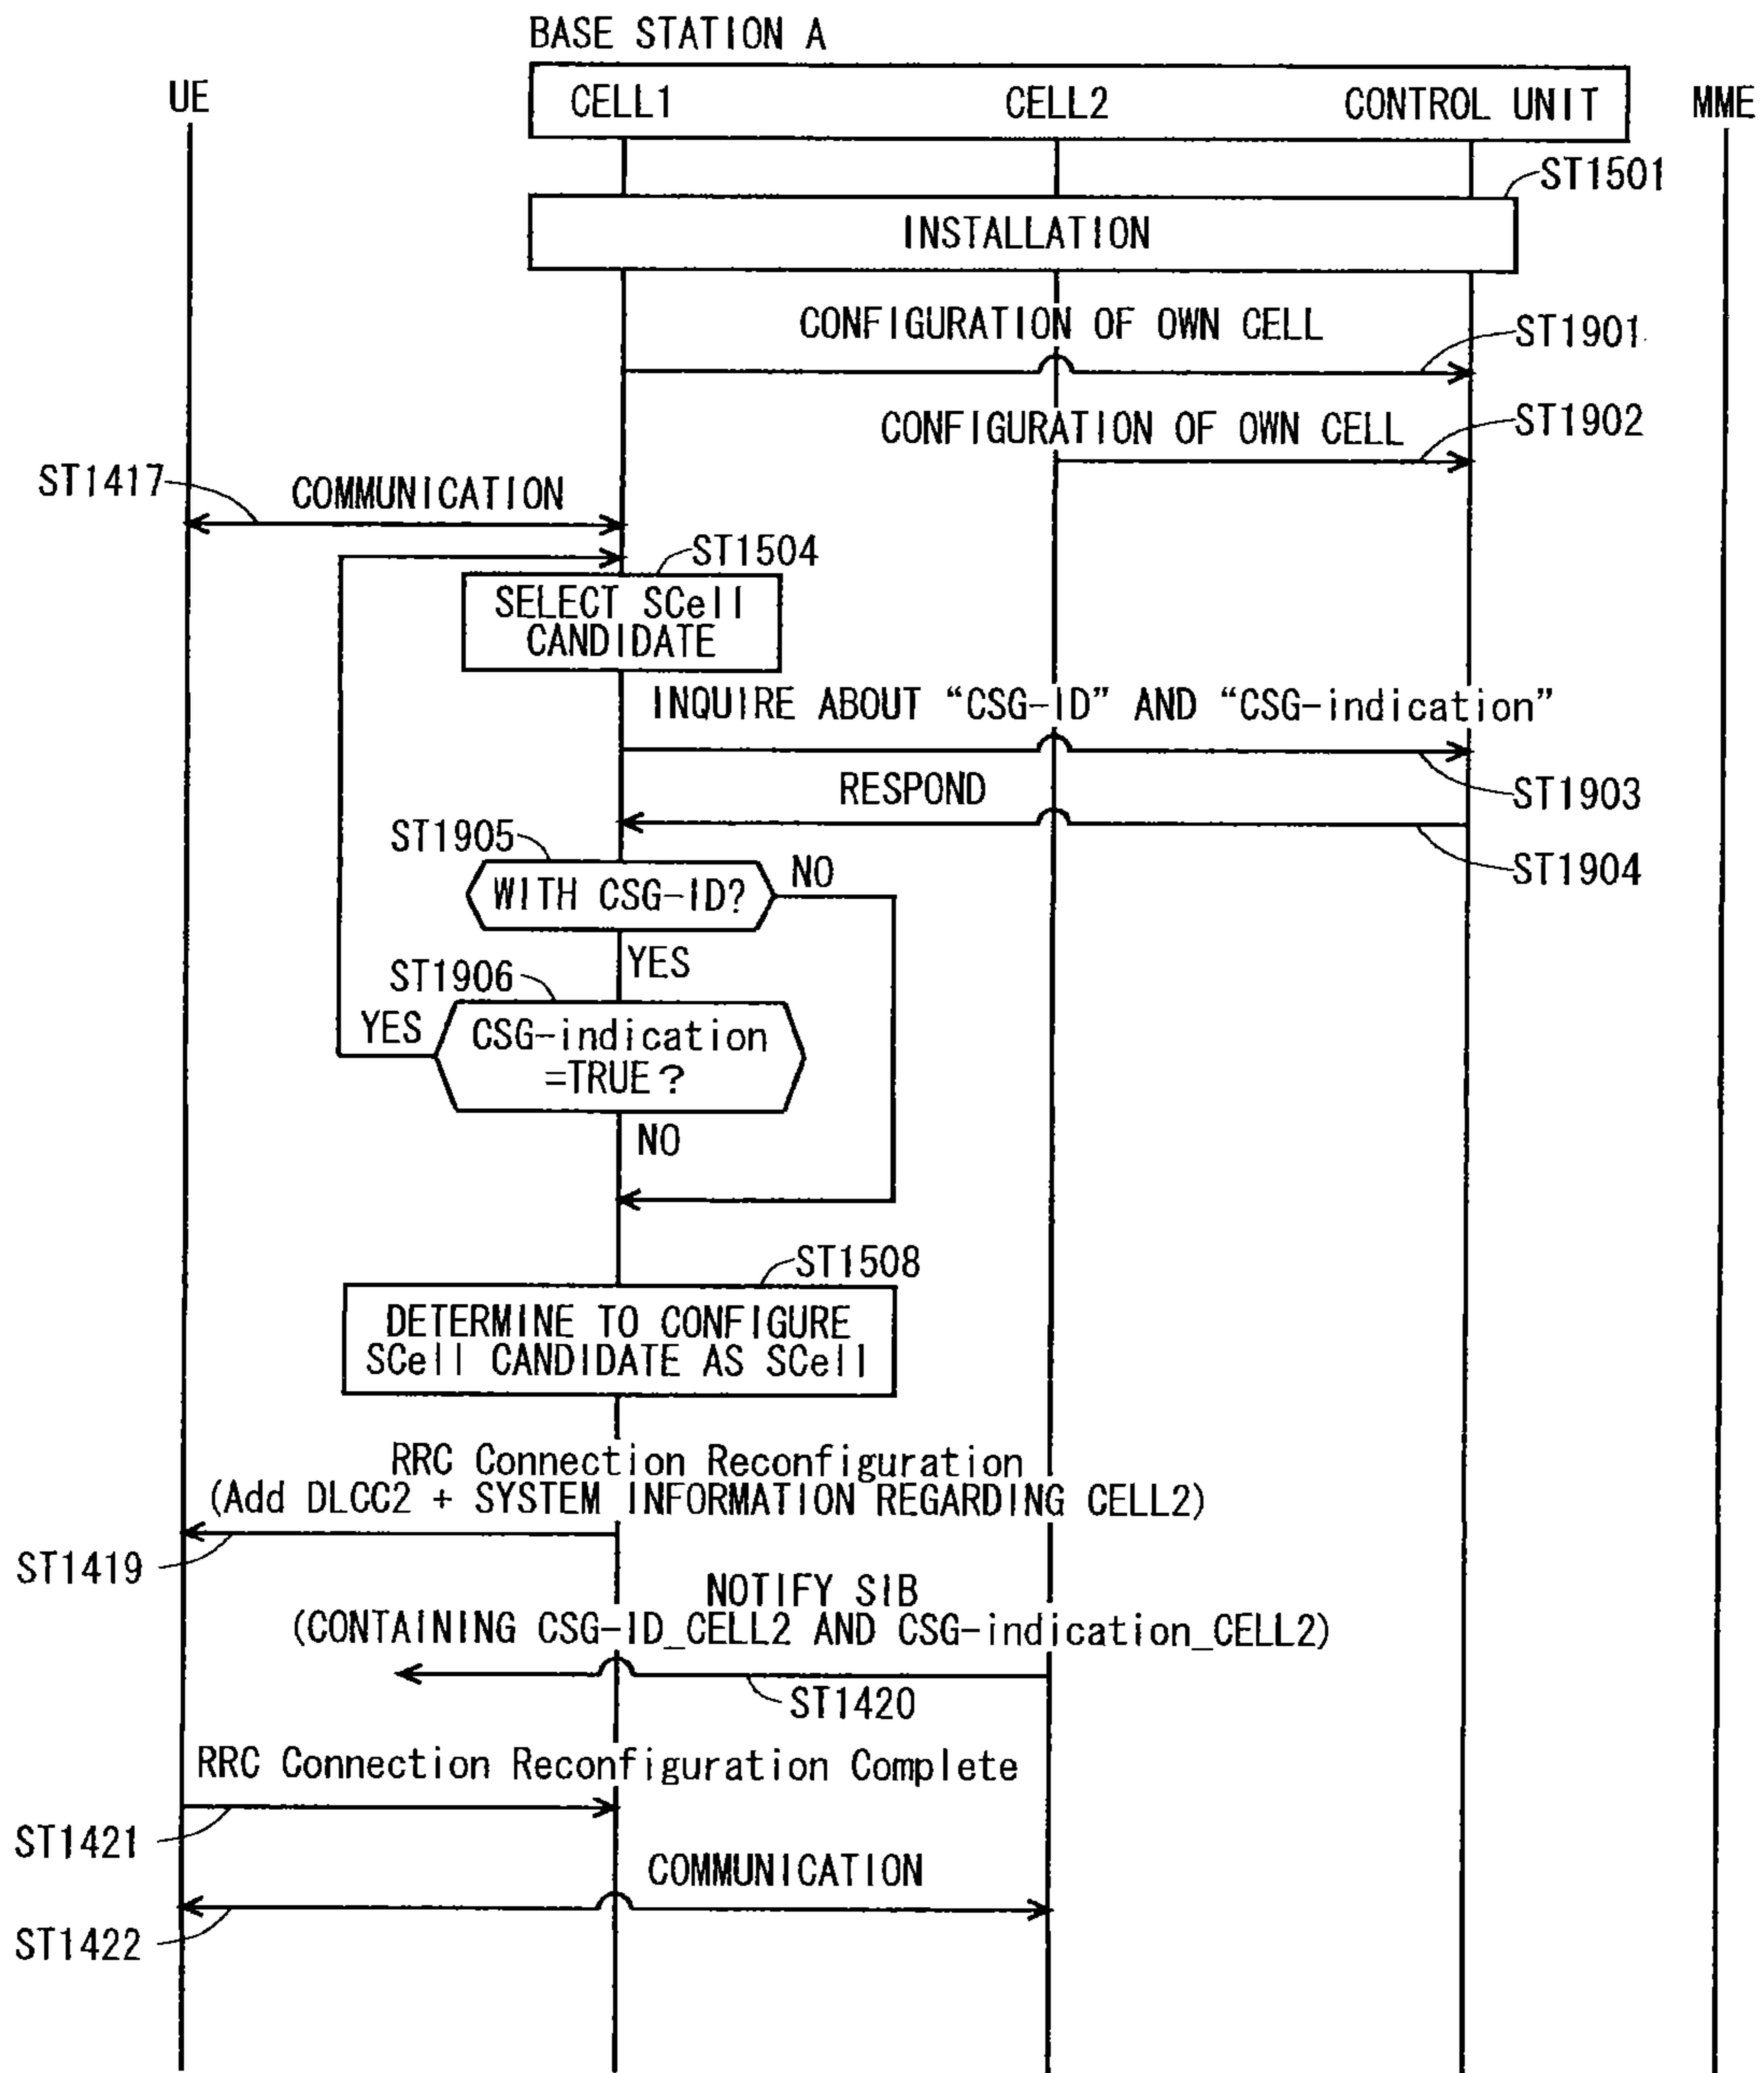 BASE STATION A
UE
CELL1
CELL2
CONTROL UNIT
MME
ST1501
INSTALLATION
CONFIGURATION OF OWN CELL
ST1901
CONFIGURATION OF OWN CELL
ST1902
ST1417
COMMUNICATION
ST1504
SELECT SCell
CANDIDATE
INQUIRE ABOUT “CSG-ID” AND “CSG-indication”
ST1903
RESPOND
ST1904
ST1905
WITH CSG-ID?
NO
YES
ST1906
YES
CSG-indication
=TRUE?
NO
ST1508
DETERMINE TO CONFIGURE
SCell CANDIDATE AS SCell
RRC Connection Reconfiguration
(Add DLCC2 + SYSTEM INFORMATION REGARDING CELL2)
ST1419
NOTIFY SIB
(CONTAINING CSG-ID_CELL2 AND CSG-indication_CELL2)
ST1420
RRC Connection Reconfiguration Complete
ST1421
COMMUNICATION
ST1422